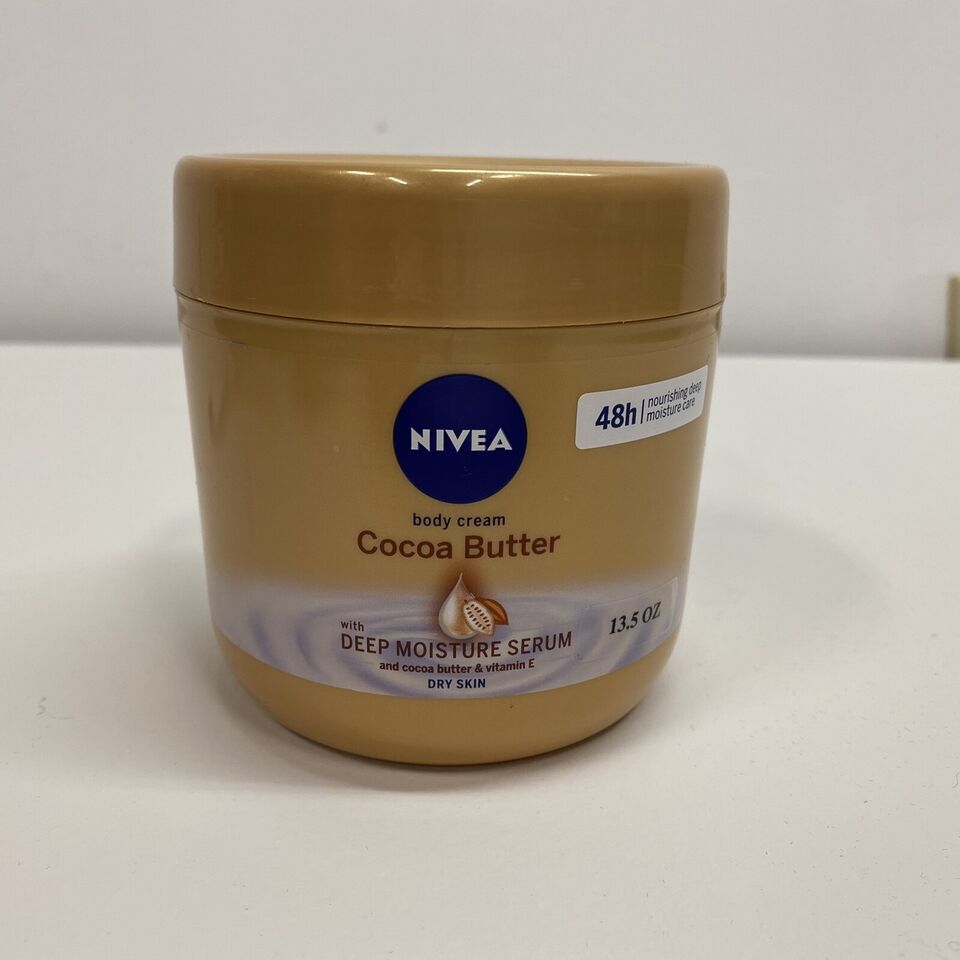 NIVEA
48h | nourishing deep
moisture care
body cream
Cocoa Butter
with
DEEP MOISTURE SERUM
and cocoa butter & vitamin E
DRY SKIN
13.5 OZ